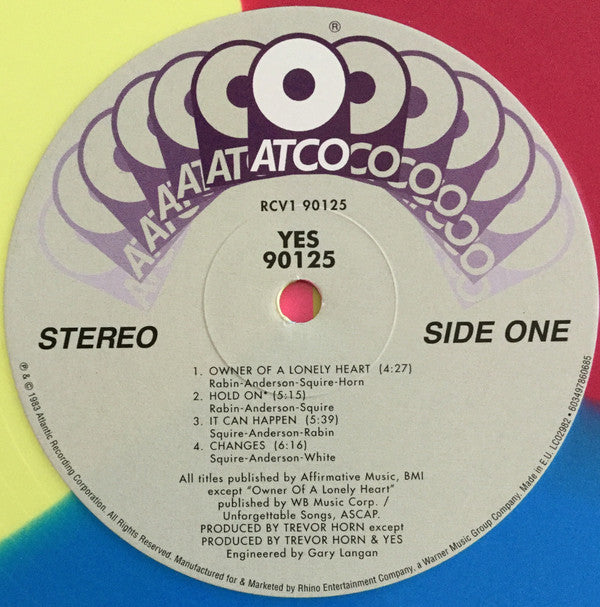 ®
ATCO
RCV1 90125
YES
90125
STEREO
SIDE ONE
1. OWNER OF A LONELY HEART (4:27)
Rabin-Anderson-Squire-Horn
2. HOLD ON* (5:15)
Rabin-Anderson-Squire
3. IT CAN HAPPEN (5:39)
Squire-Anderson-Rabin
4. CHANGES (6:16)
Squire-Anderson-White
All titles published by Affirmative Music, BMI
except "Owner Of A Lonely Heart"
published by WB Music Corp. /
Unforgettable Songs, ASCAP.
PRODUCED BY TREVOR HORN except
PRODUCED BY TREVOR HORN & YES
Engineered by Gary Langan
℗ & © 1983 Atlantic Recording Corporation. All Rights Reserved. Manufactured for & Marketed by Rhino Entertainment Company, a Warner Music Group Company. Made in E.U. LC02982 • 603497860685